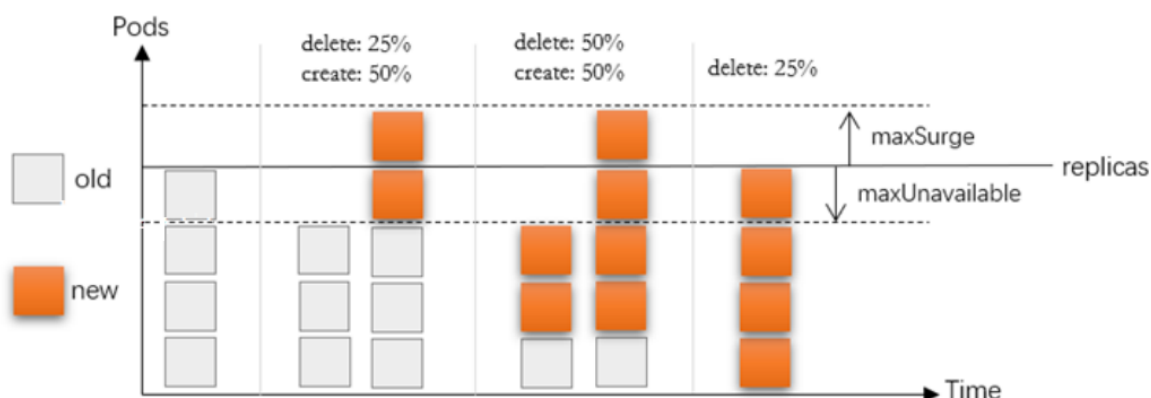 Pods
delete: 25%
create: 50%
delete: 50%
create: 50%
delete: 25%
maxSurge
replicas
old
maxUnavailable
new
Time